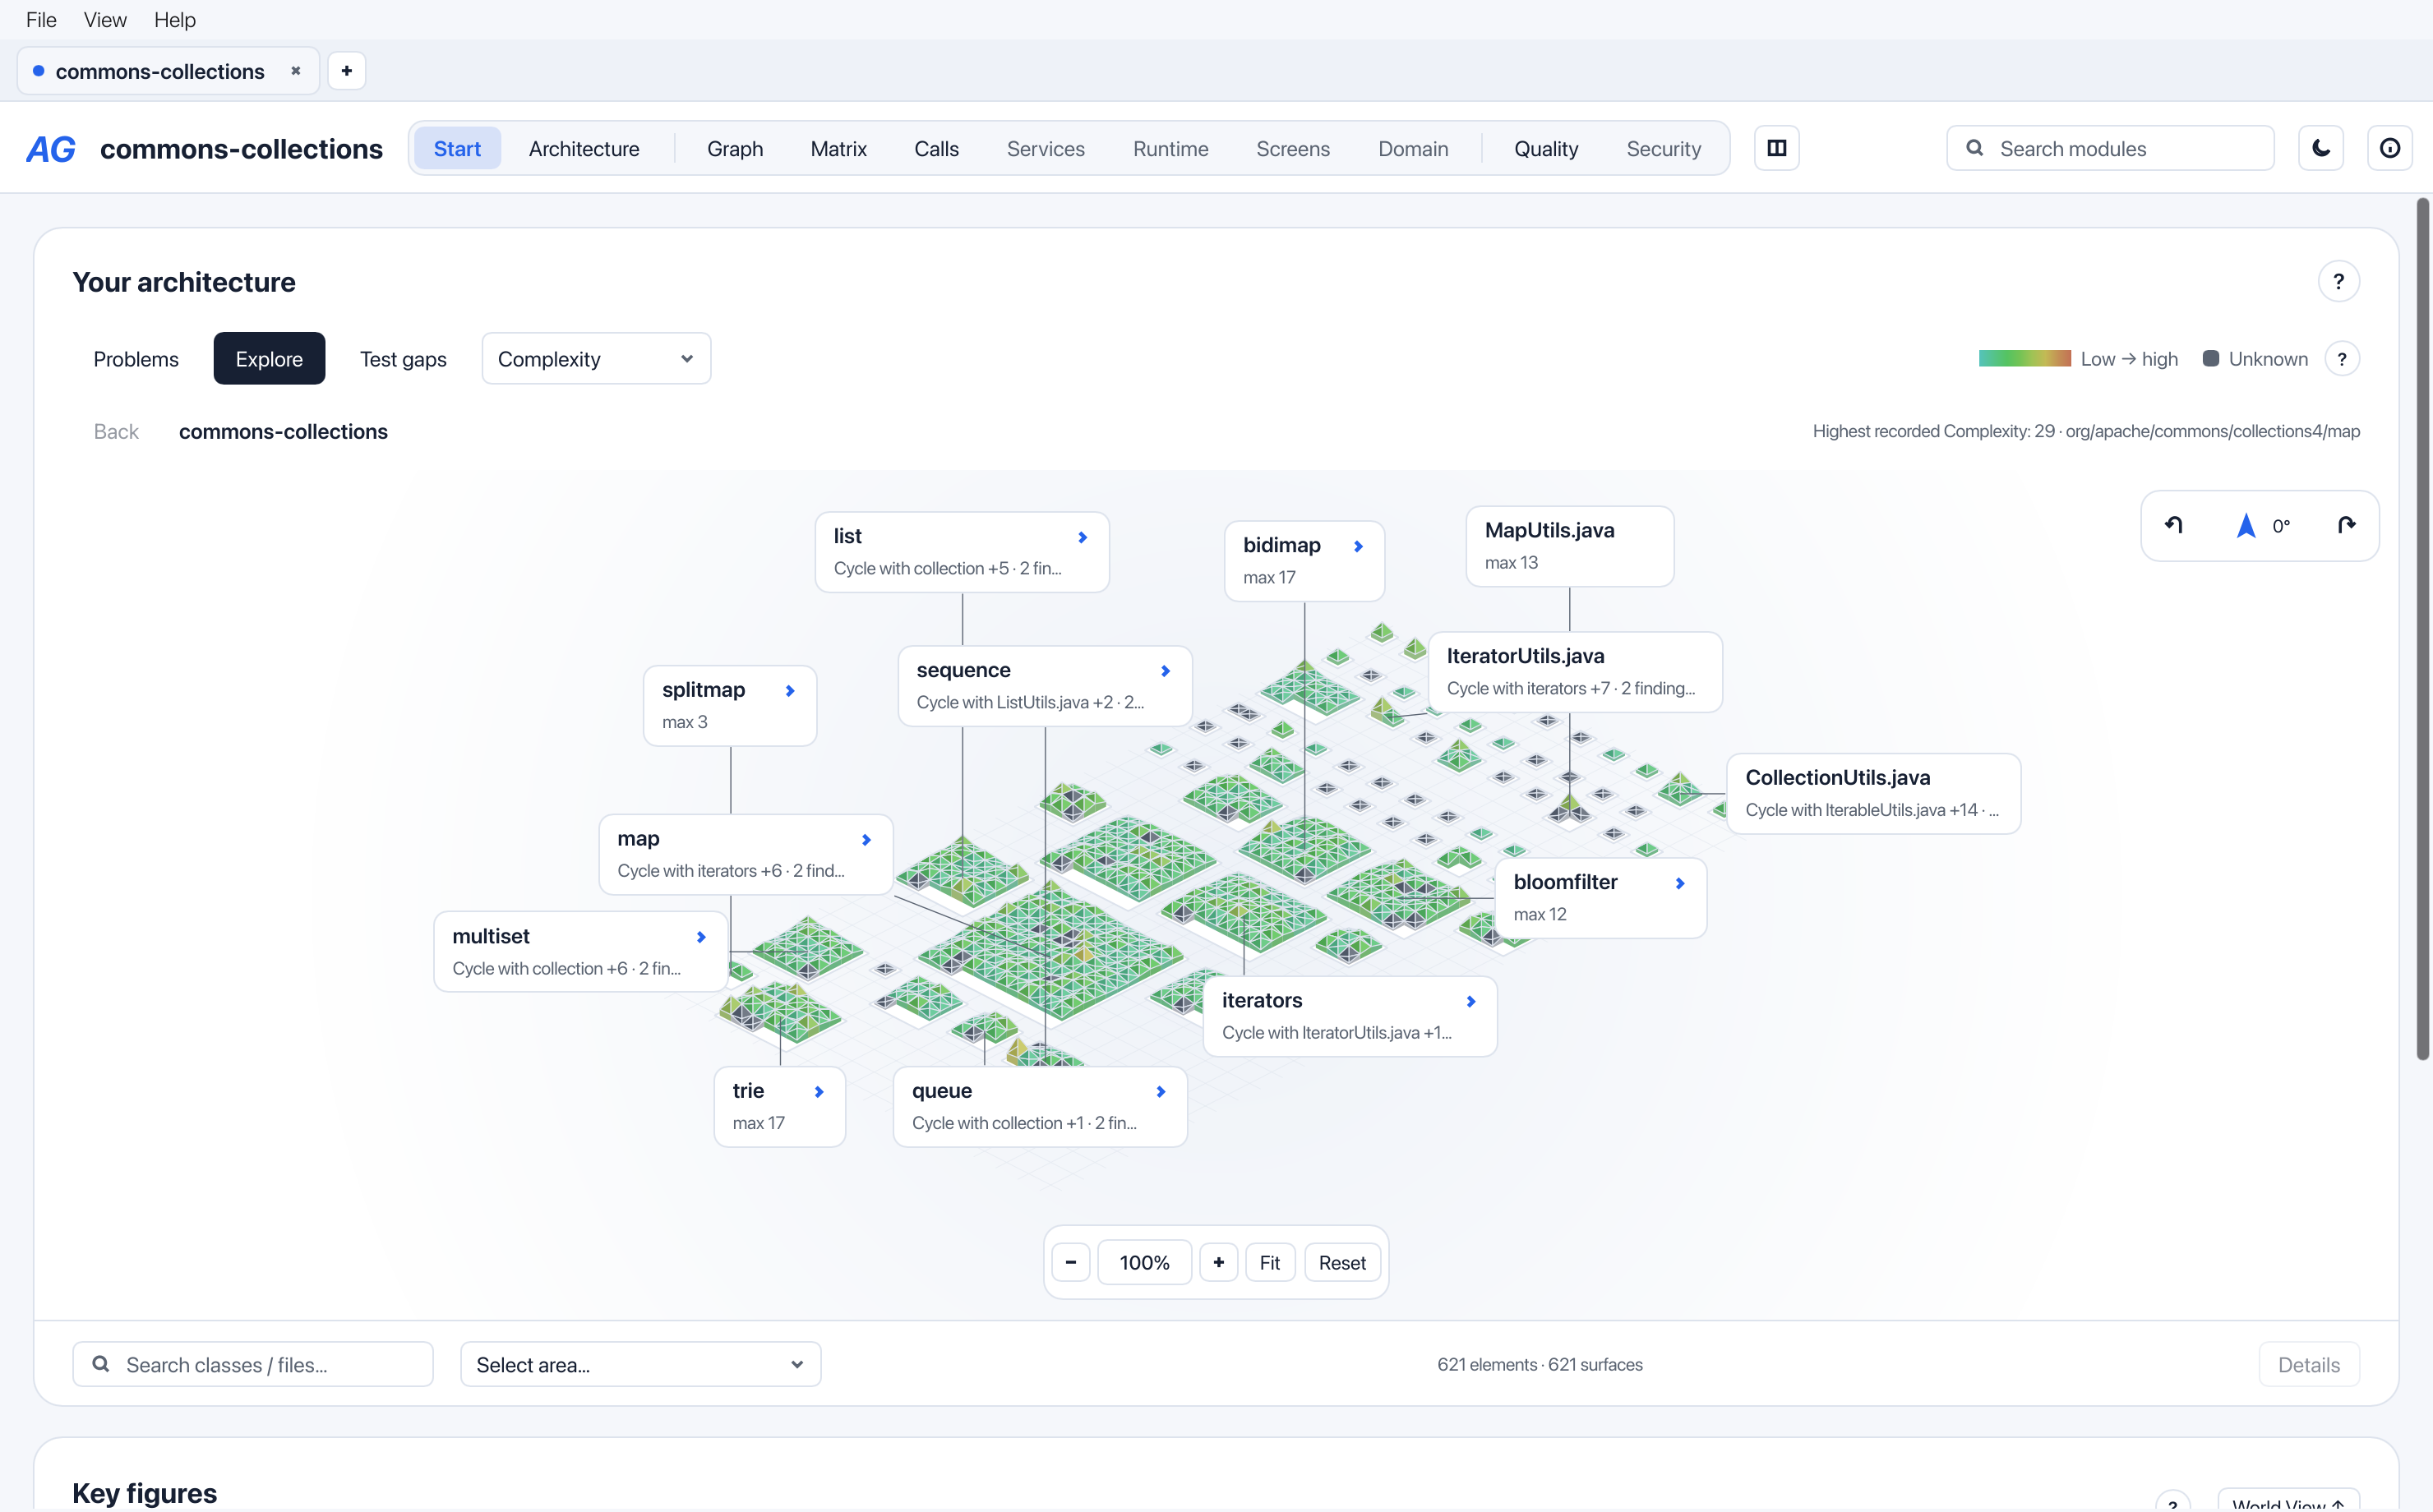 File View Help
commons-collections × +
AG commons-collections Start Architecture Graph Matrix Calls Services Runtime Screens Domain Quality Security Search modules
Your architecture ?
Problems Explore Test gaps Complexity Low → high Unknown ?
Back commons-collections Highest recorded Complexity: 29 · org/apache/commons/collections4/map
0°
list
Cycle with collection +5 · 2 fin...
bidimap
max 17
MapUtils.java
max 13
sequence
Cycle with ListUtils.java +2 · 2...
IteratorUtils.java
Cycle with iterators +7 · 2 finding...
splitmap
max 3
CollectionUtils.java
Cycle with IterableUtils.java +14 · ...
map
Cycle with iterators +6 · 2 find...
bloomfilter
max 12
multiset
Cycle with collection +6 · 2 fin...
iterators
Cycle with IteratorUtils.java +1...
trie
max 17
queue
Cycle with collection +1 · 2 fin...
− 100% + Fit Reset
Search classes / files... Select area... 621 elements · 621 surfaces Details
Key figures ? World View ↑